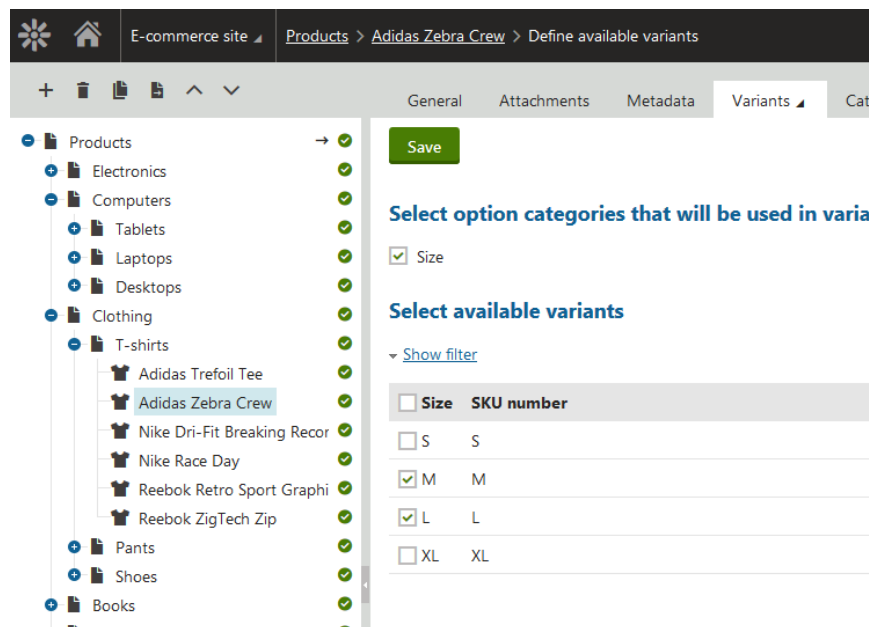 E-commerce site Products > Adidas Zebra Crew > Define available variants
General Attachments Metadata Variants Cat
Products
Electronics
Computers
Tablets
Laptops
Desktops
Clothing
T-shirts
Adidas Trefoil Tee
Adidas Zebra Crew
Nike Dri-Fit Breaking Recor
Nike Race Day
Reebok Retro Sport Graphi
Reebok ZigTech Zip
Pants
Shoes
Books
Save
Select option categories that will be used in varia
Size
Select available variants
Show filter
Size SKU number
S S
M M
L L
XL XL